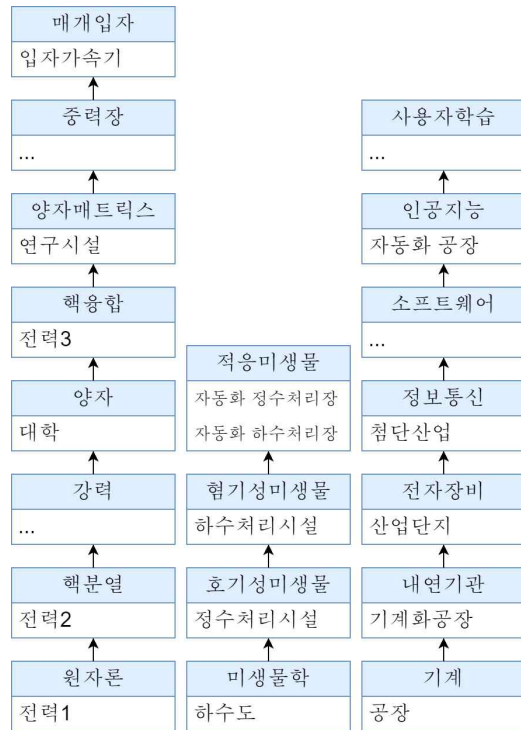 매개입자
입자가속기
중력장
...
양자매트릭스
연구시설
핵융합
전력3
양자
대학
강력
...
핵분열
전력2
원자론
전력1
적응미생물
자동화 정수처리장
자동화 하수처리장
혐기성미생물
하수처리시설
호기성미생물
정수처리시설
미생물학
하수도
사용자학습
...
인공지능
자동화 공장
소프트웨어
...
정보통신
첨단산업
전자장비
산업단지
내연기관
기계화공장
기계
공장